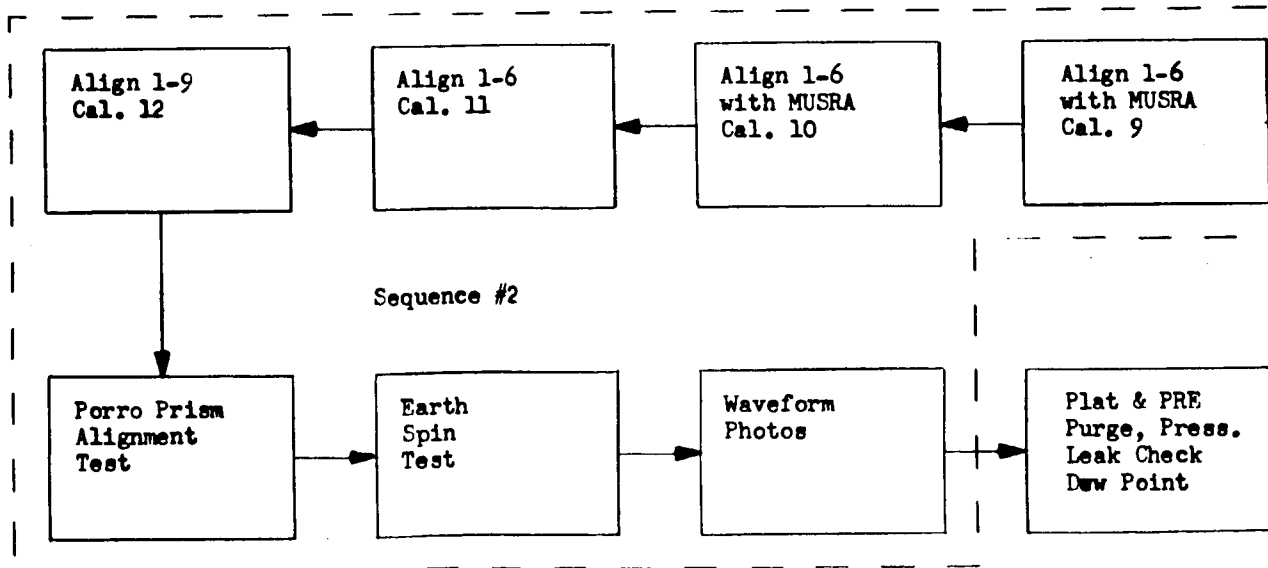 Align 1-9
Cal. 12
Align 1-6
Cal. 11
Align 1-6
with MUSRA
Cal. 10
Align 1-6
with MUSRA
Cal. 9
Sequence #2
Porro Prism
Alignment
Test
Earth
Spin
Test
Waveform
Photos
Plat & PRE
Purge, Press.
Leak Check
Dew Point